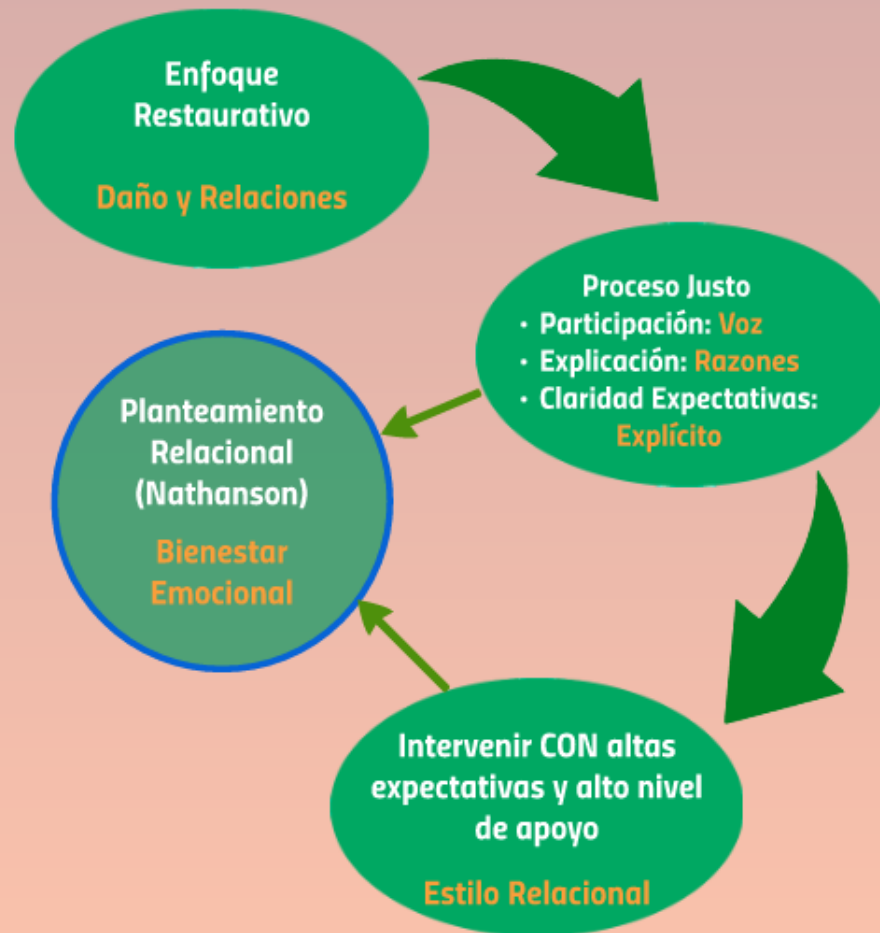 Enfoque
Restaurativo
Daño y Relaciones
Proceso Justo
• Participación: Voz
• Explicación: Razones
• Claridad Expectativas:
Explícito
Planteamiento
Relacional
(Nathanson)
Bienestar
Emocional
Intervenir CON altas
expectativas y alto nivel
de apoyo
Estilo Relacional